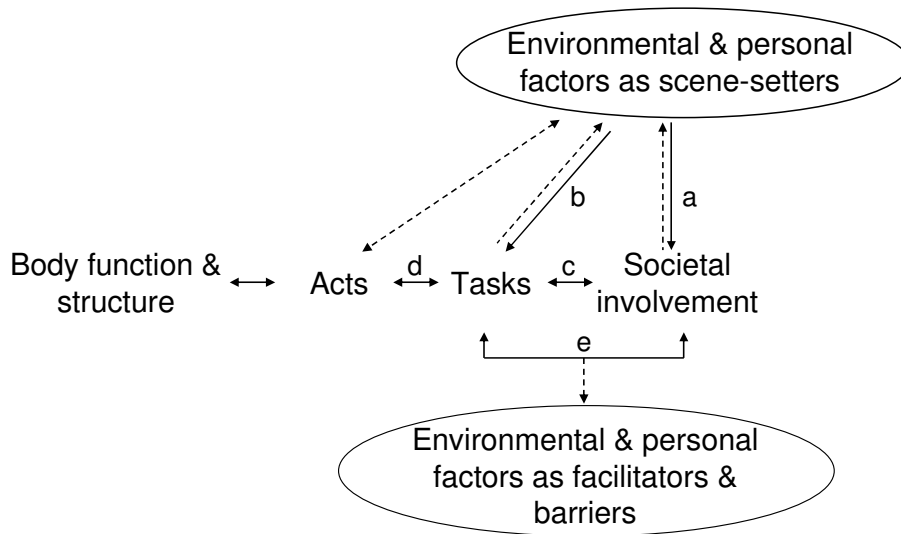 Environmental & personal
factors as scene-setters
b
a
Body function &
structure
Acts
d
Tasks
c
Societal
involvement
e
Environmental & personal
factors as facilitators &
barriers